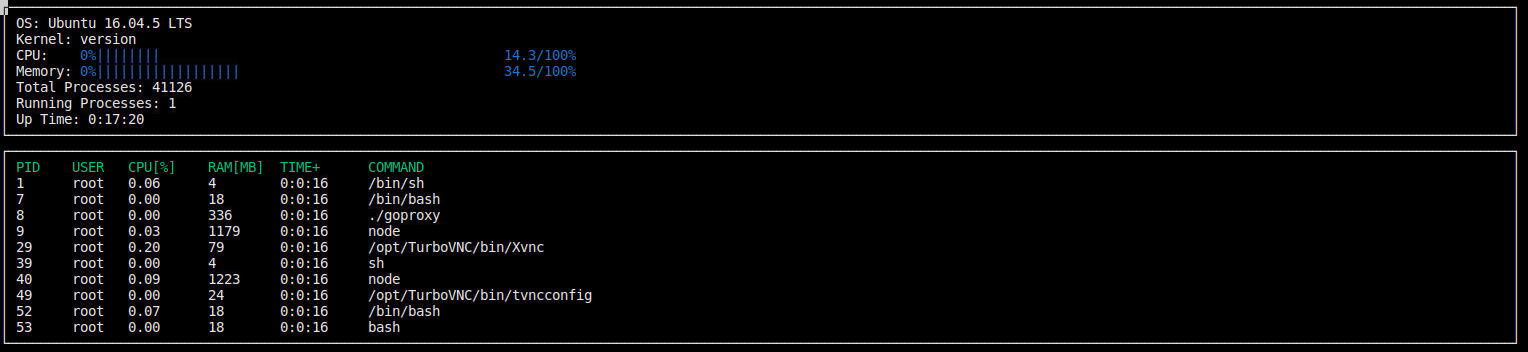 OS: Ubuntu 16.04.5 LTS
Kernel: version
CPU: 0%|||||||| 14.3/100%
Memory: 0%|||||||||||||||||| 34.5/100%
Total Processes: 41126
Running Processes: 1
Up Time: 0:17:20
PID USER CPU[%] RAM[MB] TIME+ COMMAND
1 root 0.06 4 0:0:16 /bin/sh
7 root 0.00 18 0:0:16 /bin/bash
8 root 0.00 336 0:0:16 ./goproxy
9 root 0.03 1179 0:0:16 node
29 root 0.20 79 0:0:16 /opt/TurboVNC/bin/Xvnc
39 root 0.00 4 0:0:16 sh
40 root 0.09 1223 0:0:16 node
49 root 0.00 24 0:0:16 /opt/TurboVNC/bin/tvncconfig
52 root 0.07 18 0:0:16 /bin/bash
53 root 0.00 18 0:0:16 bash